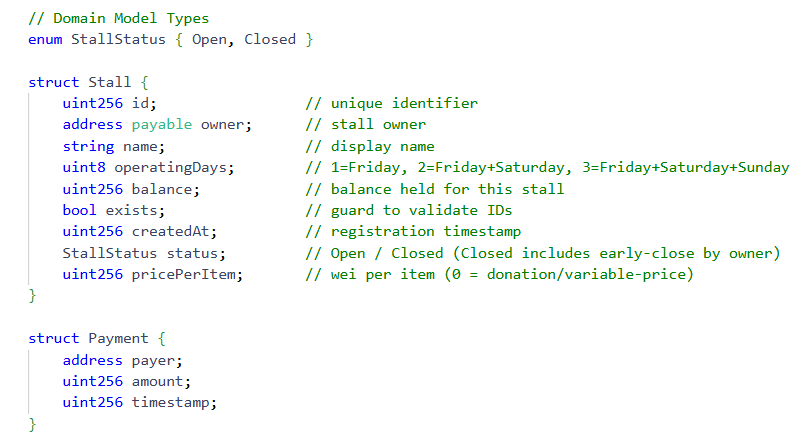 // Domain Model Types
enum StallStatus { Open, Closed }
struct Stall {
uint256 id; // unique identifier
address payable owner; // stall owner
string name; // display name
uint8 operatingDays; // 1=Friday, 2=Friday+Saturday, 3=Friday+Saturday+Sunday
uint256 balance; // balance held for this stall
bool exists; // guard to validate IDs
uint256 createdAt; // registration timestamp
StallStatus status; // Open / Closed (Closed includes early-close by owner)
uint256 pricePerItem; // wei per item (0 = donation/variable-price)
}
struct Payment {
address payer;
uint256 amount;
uint256 timestamp;
}